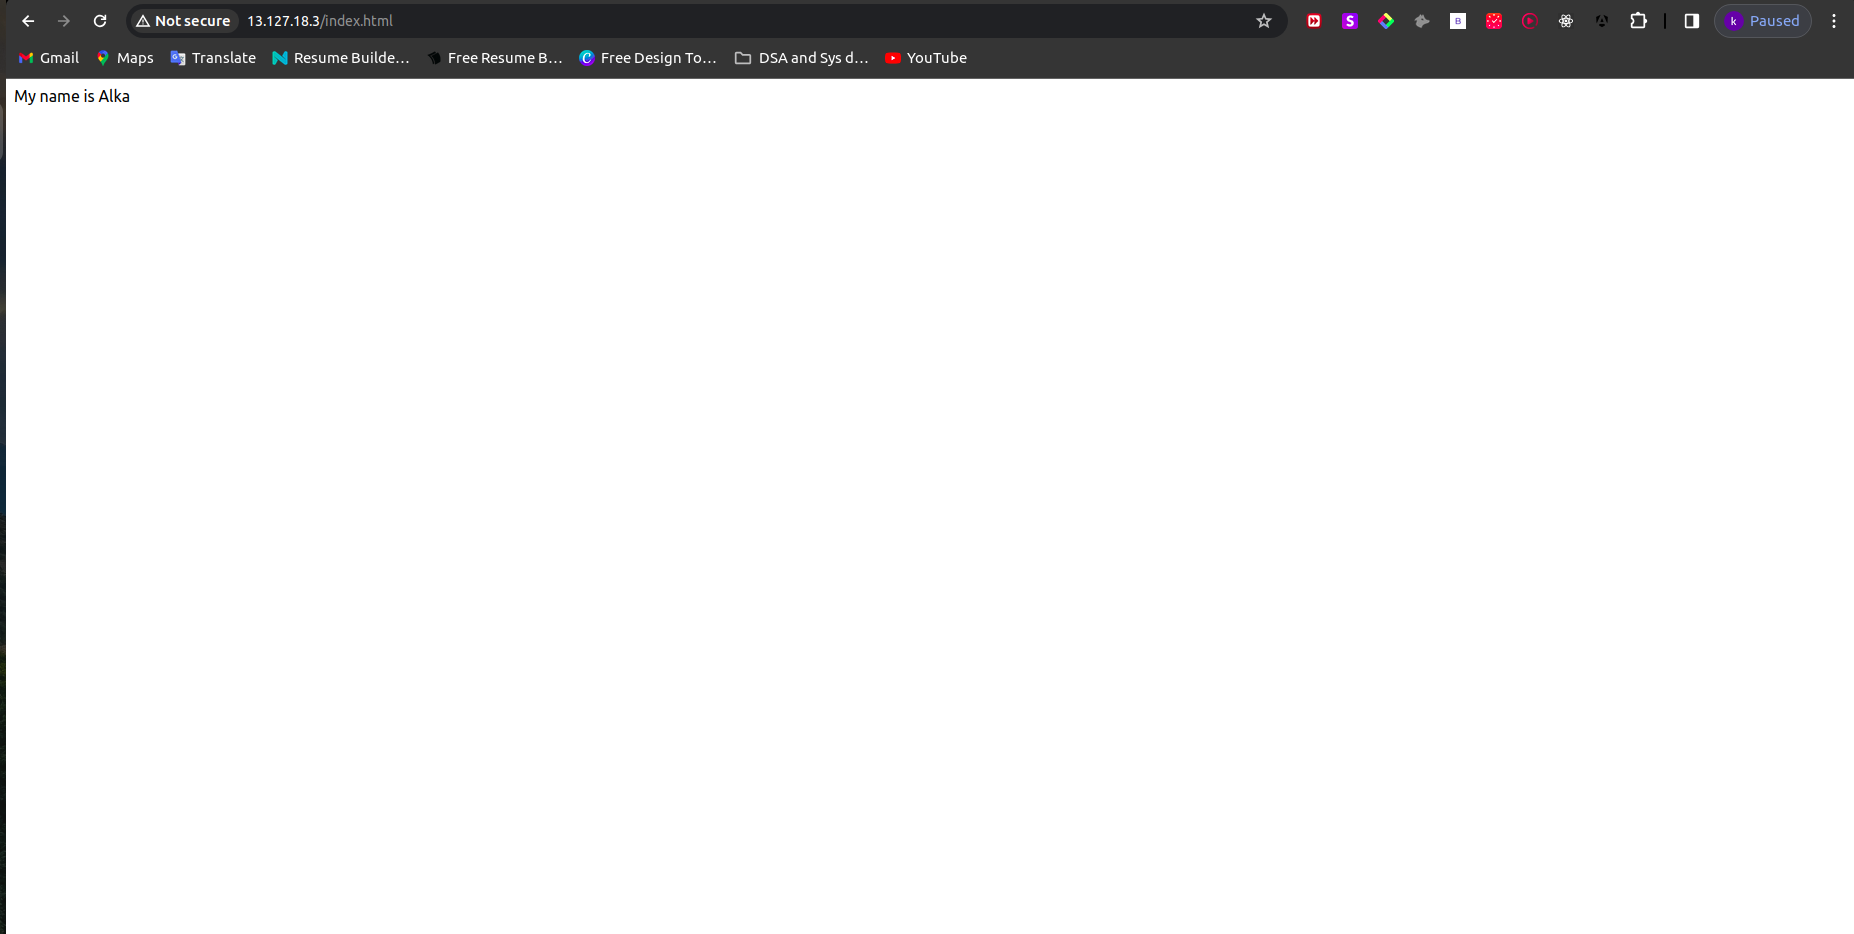 Not secure 13.127.18.3/index.html k Paused
Gmail Maps Translate Resume Builde... Free Resume B... Free Design To... DSA and Sys d... YouTube
My name is Alka